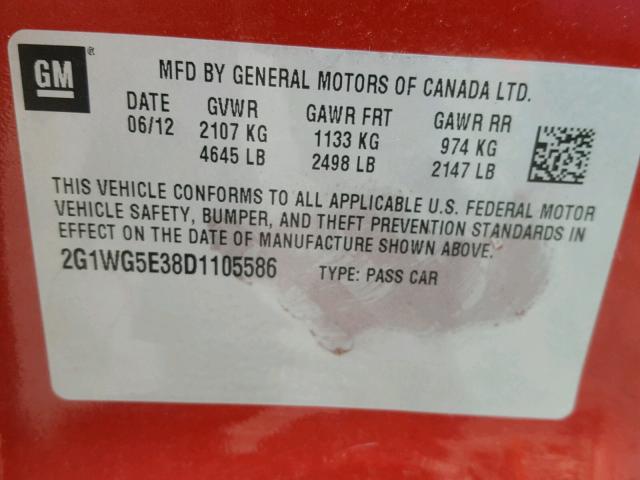 GM ®
MFD BY GENERAL MOTORS OF CANADA LTD.
DATE GVWR GAWR FRT GAWR RR
06/12 2107 KG 1133 KG 974 KG
4645 LB 2498 LB 2147 LB
THIS VEHICLE CONFORMS TO ALL APPLICABLE U.S. FEDERAL MOTOR
VEHICLE SAFETY, BUMPER, AND THEFT PREVENTION STANDARDS IN
EFFECT ON THE DATE OF MANUFACTURE SHOWN ABOVE.
2G1WG5E38D1105586 TYPE: PASS CAR